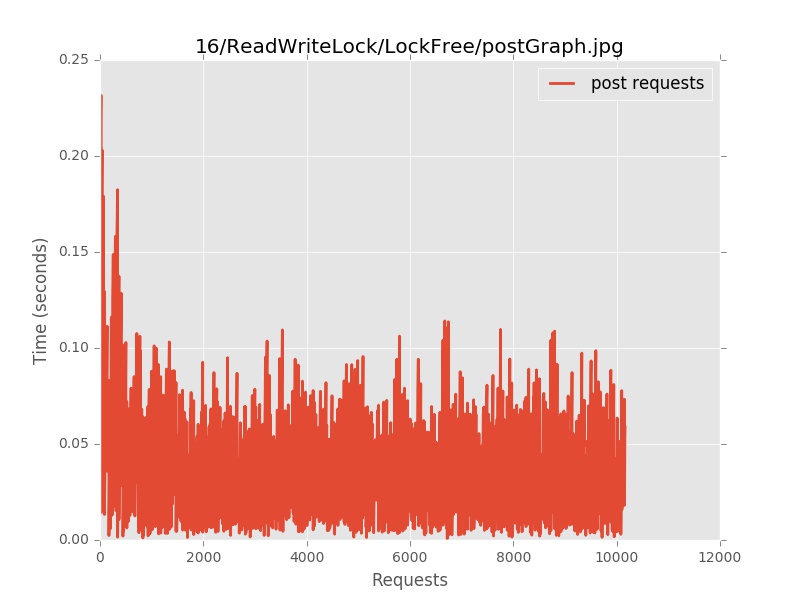 16/ReadWriteLock/LockFree/postGraph.jpg
post requests
0.25
0.20
0.15
0.10
0.05
0.00
Time (seconds)
0 2000 4000 6000 8000 10000 12000
Requests